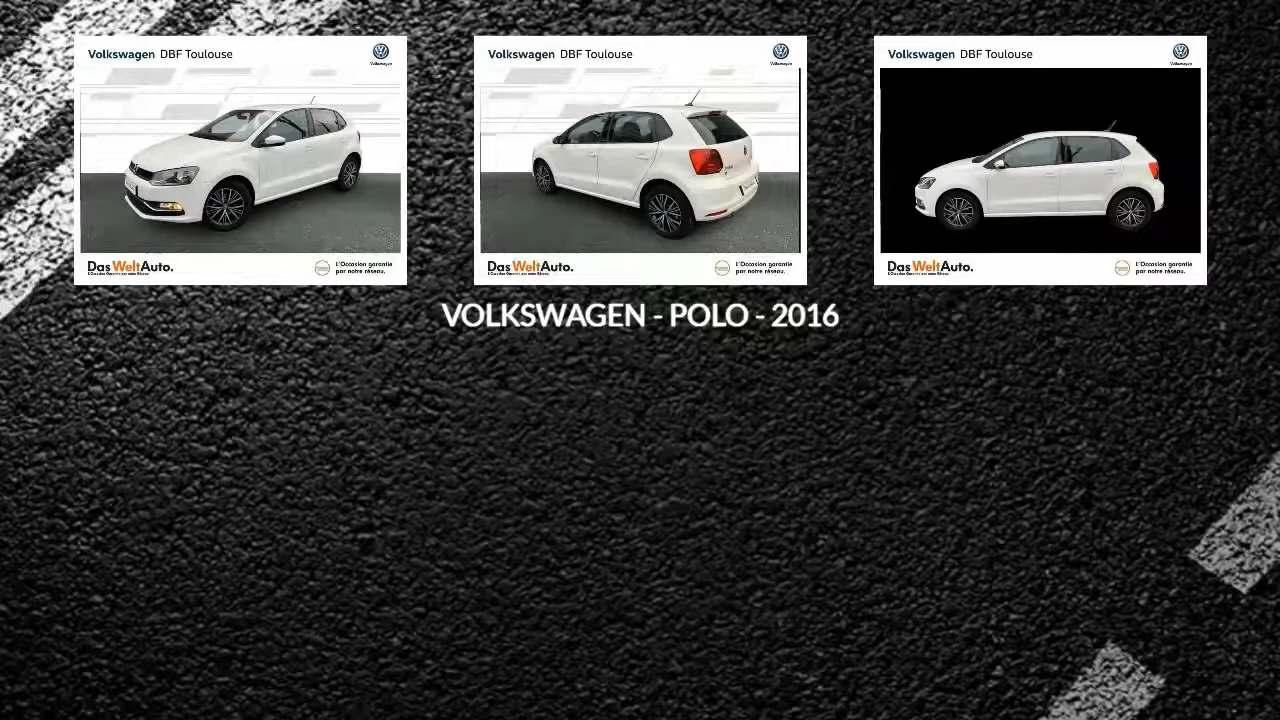 Volkswagen DBF Toulouse
Volkswagen
Das WeltAuto.
L'Occasion garantie
par notre réseau.
Volkswagen DBF Toulouse
Volkswagen
Das WeltAuto.
L'Occasion garantie
par notre réseau.
Volkswagen DBF Toulouse
Volkswagen
Das WeltAuto.
L'Occasion garantie
par notre réseau.
VOLKSWAGEN - POLO - 2016